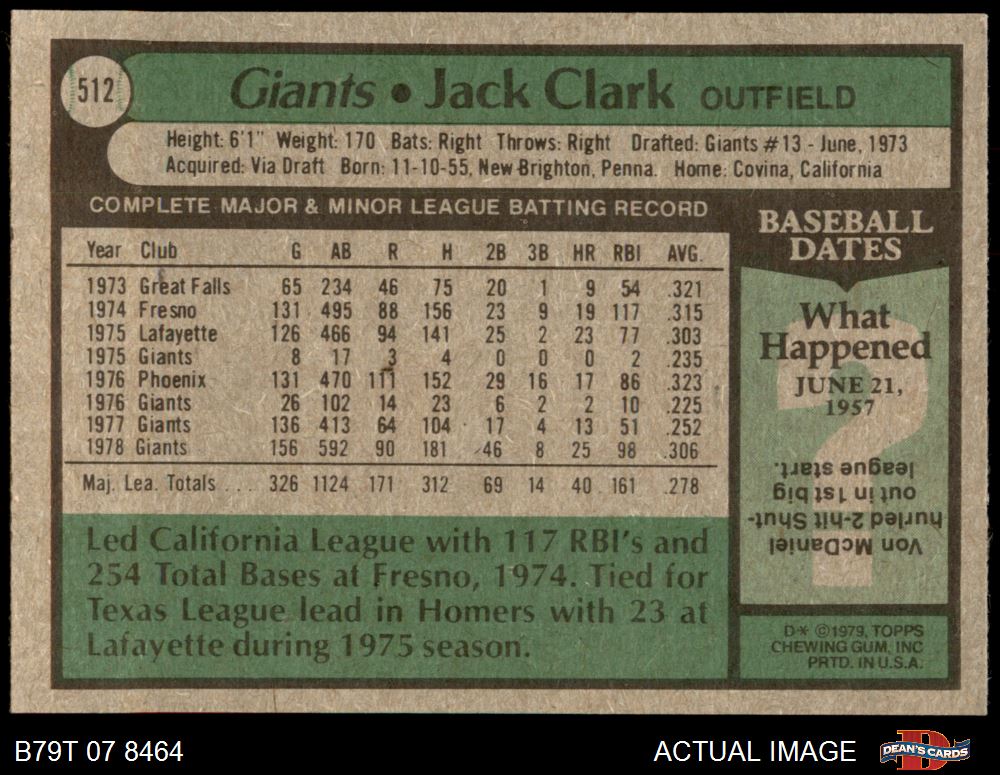 512
Giants • Jack Clark OUTFIELD
Height: 6'1" Weight: 170 Bats: Right Throws: Right Drafted: Giants #13 - June, 1973
Acquired: Via Draft Born: 11-10-55, New Brighton, Penna. Home: Covina, California
COMPLETE MAJOR & MINOR LEAGUE BATTING RECORD
Year Club G AB R H 2B 3B HR RBI AVG.
1973 Great Falls 65 234 46 75 20 1 9 54 .321
1974 Fresno 131 495 88 156 23 9 19 117 .315
1975 Lafayette 126 466 94 141 25 2 23 77 .303
1975 Giants 8 17 3 4 0 0 0 2 .235
1976 Phoenix 131 470 111 152 29 16 17 86 .323
1976 Giants 26 102 14 23 6 2 2 10 .225
1977 Giants 136 413 64 104 17 4 13 51 .252
1978 Giants 156 592 90 181 46 8 25 98 .306
Maj. Lea. Totals .... 326 1124 171 312 69 14 40 161 .278
Led California League with 117 RBI's and
254 Total Bases at Fresno, 1974. Tied for
Texas League lead in Homers with 23 at
Lafayette during 1975 season.
BASEBALL
DATES
What
Happened
JUNE 21,
1957
?
Von McDaniel
hurled 2-hit Shut-
out in 1st big
league start.
D* ©1979, TOPPS
CHEWING GUM, INC
PRTD. IN U.S.A.
B79T 07 8464
ACTUAL IMAGE
D
DEAN'S CARDS